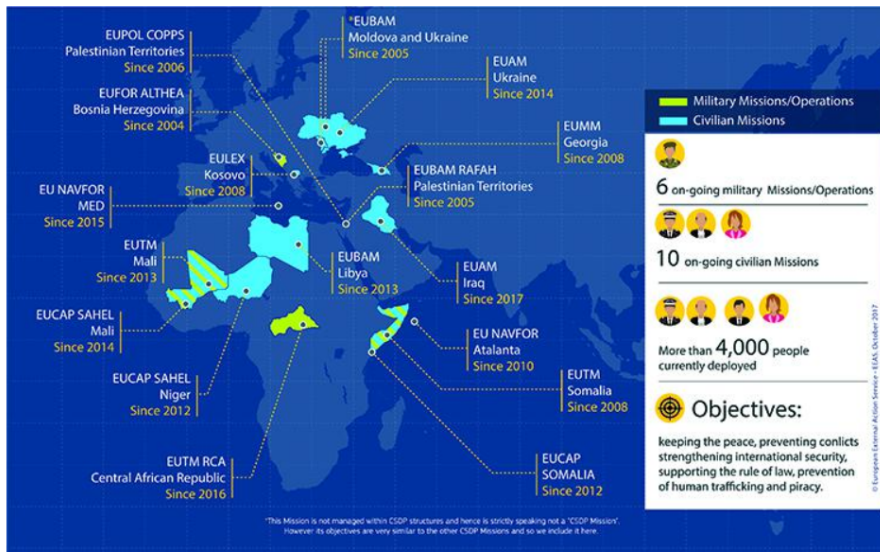 EUPOL COPPS
Palestinian Territories
Since 2006
*EUBAM
Moldova and Ukraine
Since 2005
EUAM
Ukraine
Since 2014
EUFOR ALTHEA
Bosnia Herzegovina
Since 2004
EUMM
Georgia
Since 2008
EULEX
Kosovo
Since 2008
EUBAM RAFAH
Palestinian Territories
Since 2005
EU NAVFOR
MED
Since 2015
EUTM
Mali
Since 2013
EUBAM
Libya
Since 2013
EUAM
Iraq
Since 2017
EUCAP SAHEL
Mali
Since 2014
EU NAVFOR
Atalanta
Since 2010
EUCAP SAHEL
Niger
Since 2012
EUTM
Somalia
Since 2008
EUTM RCA
Central African Republic
Since 2016
EUCAP
SOMALIA
Since 2012
Military Missions/Operations
Civilian Missions
6 on-going military Missions/Operations
10 on-going civilian Missions
More than 4,000 people
currently deployed
Objectives:
keeping the peace, preventing conlicts
strengthening international security,
supporting the rule of law, prevention
of human trafficking and piracy.
© European External Action Service - EEAS. October 2017
*This Mission is not managed within CSDP structures and hence is strictly speaking not a "CSDP Mission".
However its objectives are very similar to the other CSDP Missions and so we include it here.